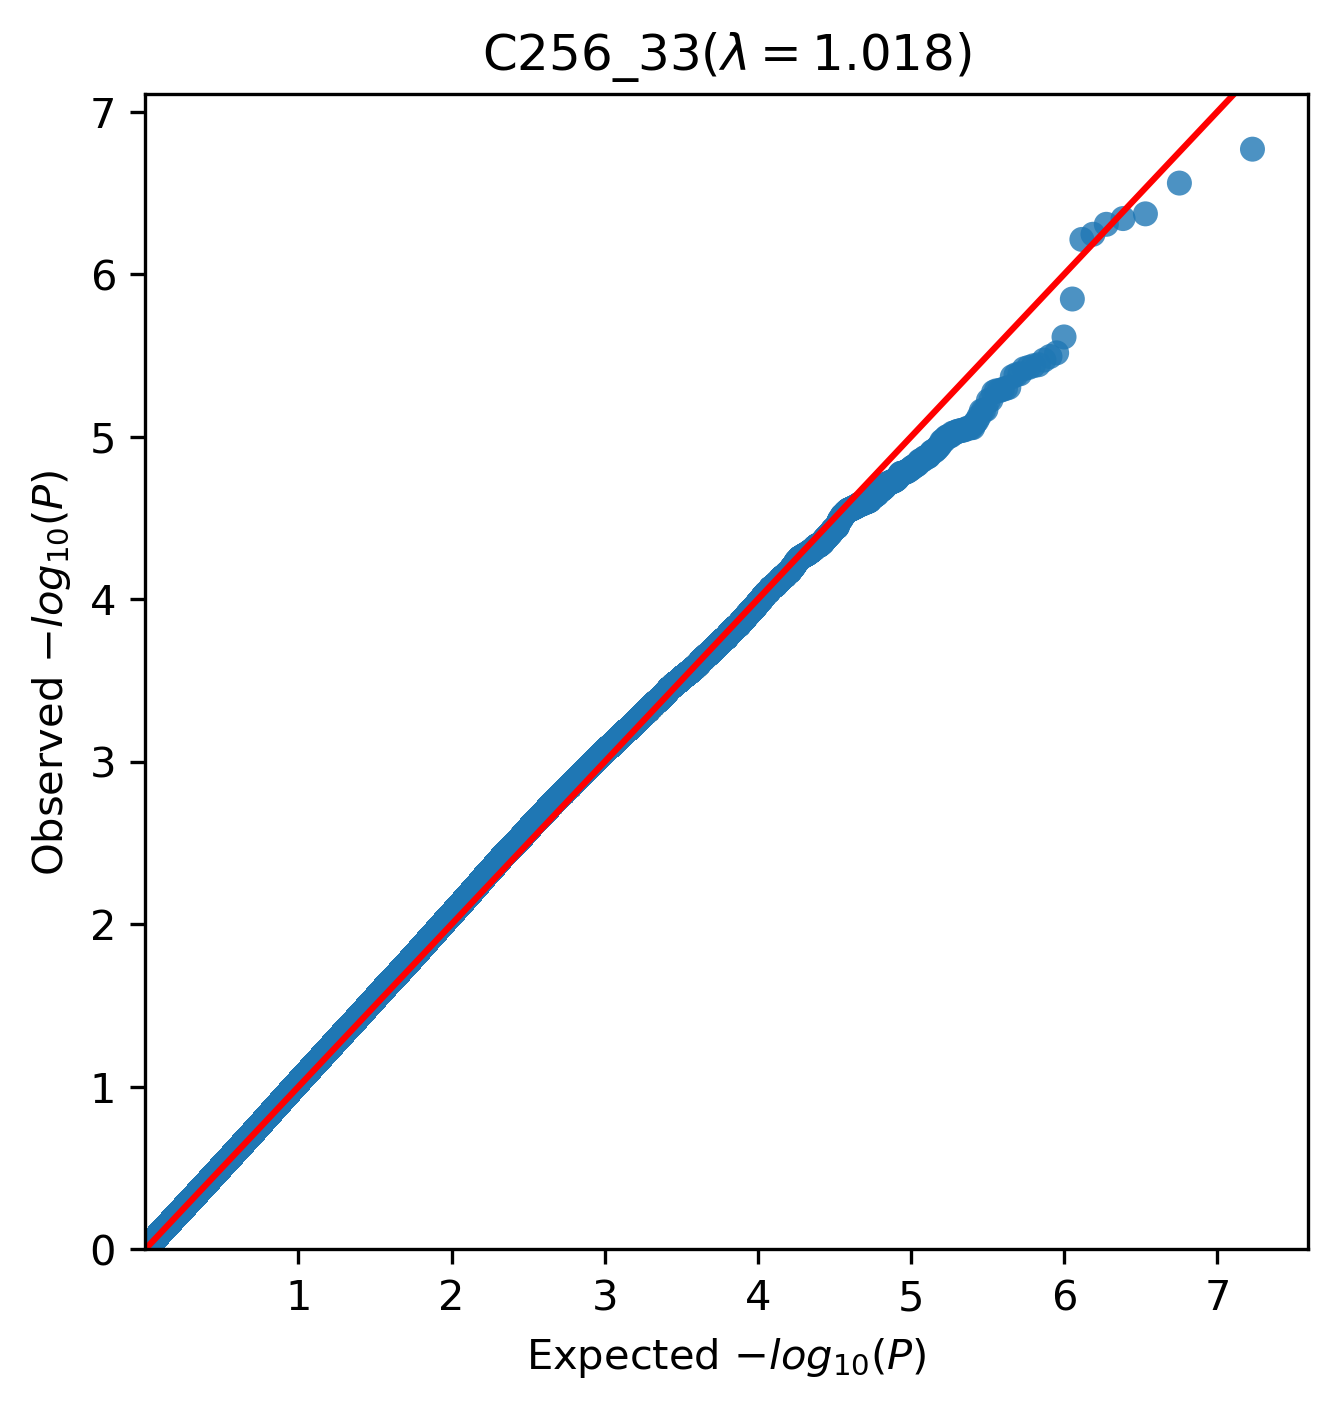 C256_33(λ = 1.018)
7
6
5
4
3
2
1
0
Observed −log₁₀(P)
1 2 3 4 5 6 7
Expected −log₁₀(P)